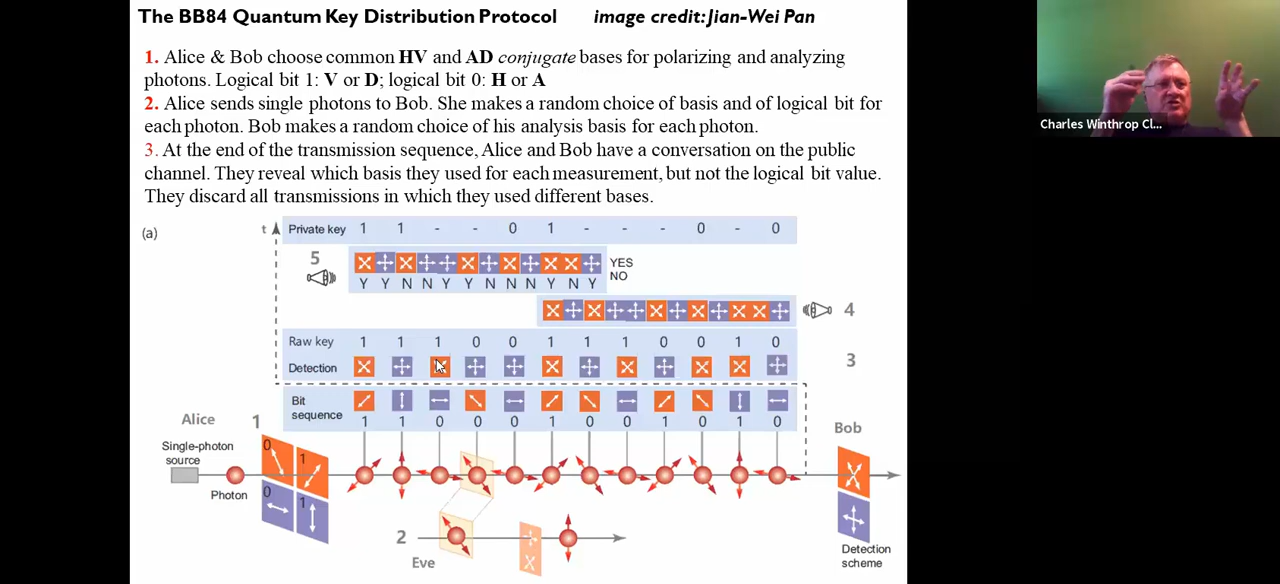 The BB84 Quantum Key Distribution Protocol image credit:Jian-Wei Pan
Charles Winthrop Cl...
1. Alice & Bob choose common HV and AD conjugate bases for polarizing and analyzing
photons. Logical bit 1: V or D; logical bit 0: H or A
2. Alice sends single photons to Bob. She makes a random choice of basis and of logical bit for
each photon. Bob makes a random choice of his analysis basis for each photon.
3. At the end of the transmission sequence, Alice and Bob have a conversation on the public
channel. They reveal which basis they used for each measurement, but not the logical bit value.
They discard all transmissions in which they used different bases.
(a)
t Private key 1 1 - - 0 1 - - - 0 - 0
5
YES
NO
Y Y N N Y Y N N N Y N Y
4
Raw key 1 1 1 0 0 1 1 1 0 0 1 0
Detection
3
Bit
sequence
1 1 0 0 0 1 0 0 1 0 1 0
Alice 1
Bob
Single-photon
source
0 1
Photon
0 1
2
Eve
Detection
scheme